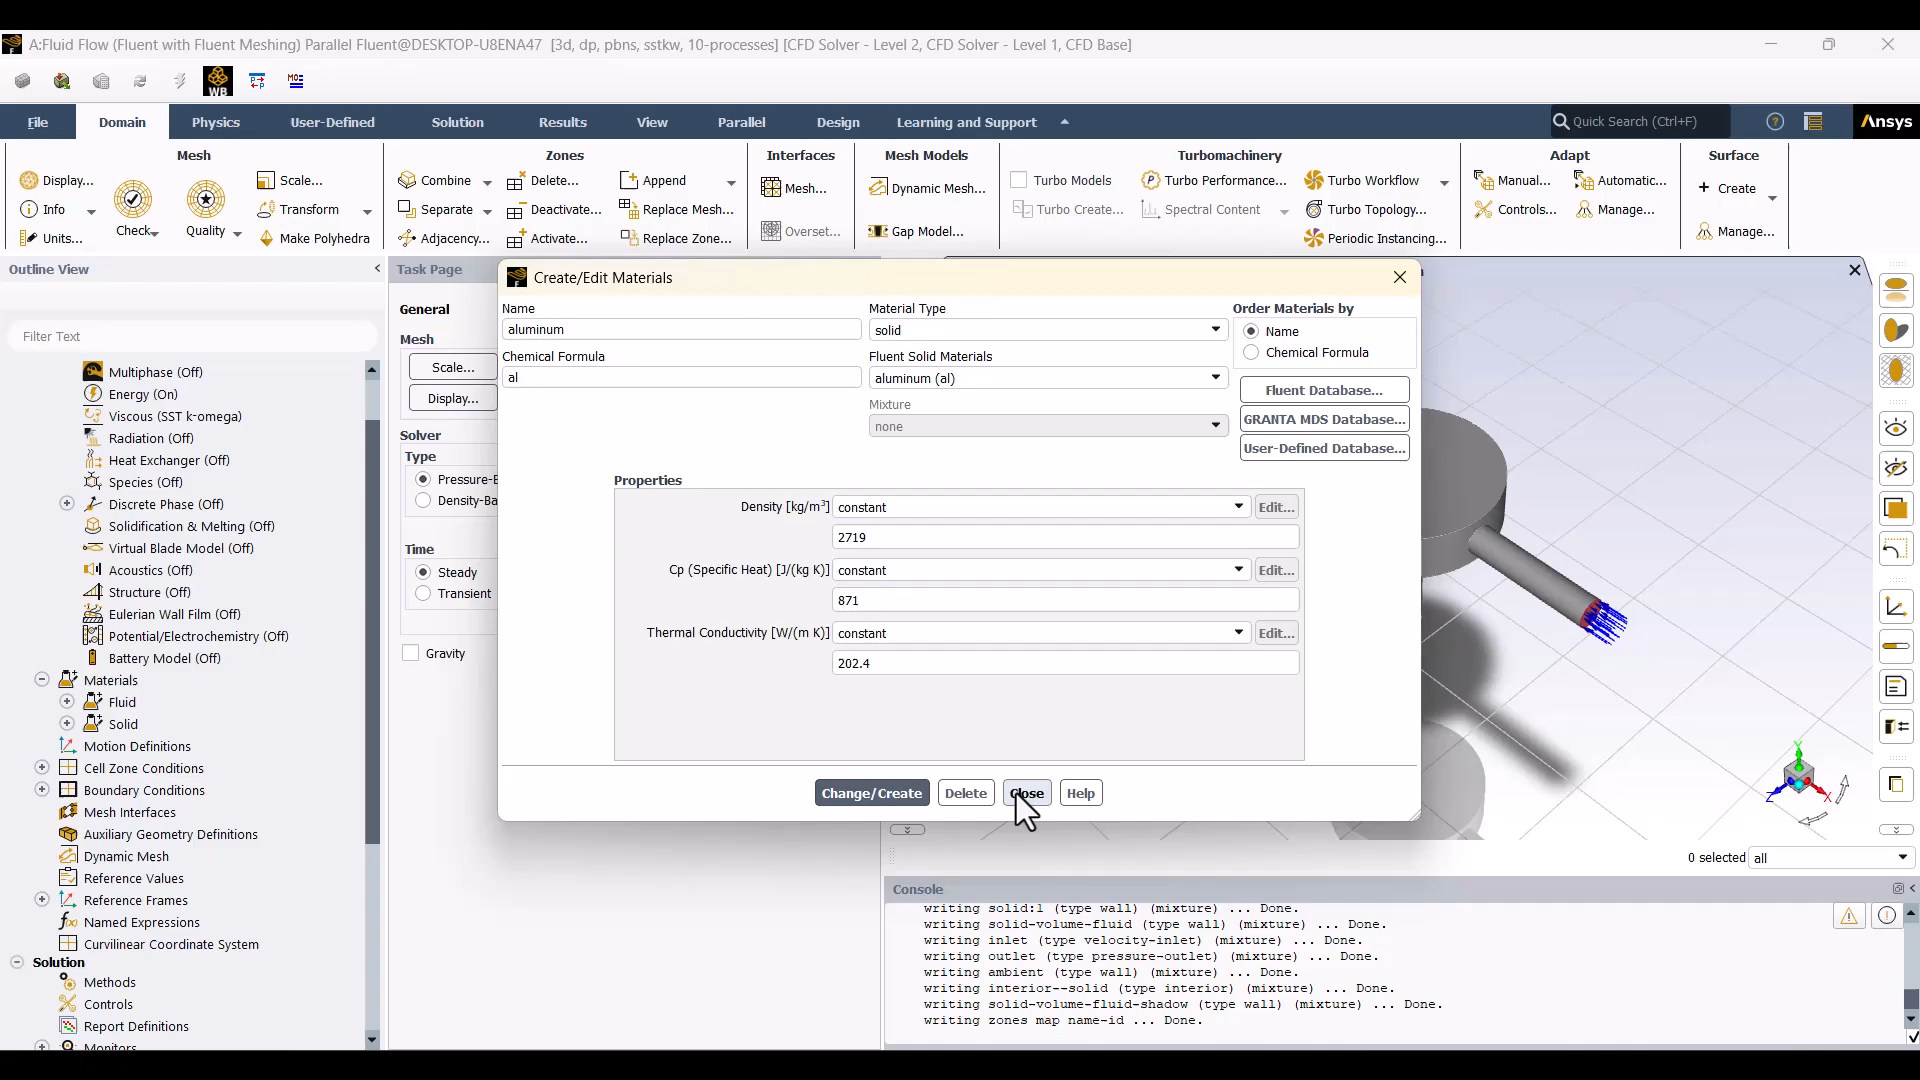 A:Fluid Flow (Fluent with Fluent Meshing) Parallel Fluent@DESKTOP-U8ENA47 [3d, dp, pbns, sstkw, 10-processes] [CFD Solver - Level 2, CFD Solver - Level 1, CFD Base]
WB
File Domain Physics User-Defined Solution Results View Parallel Design Learning and Support Quick Search (Ctrl+F) Ansys
Mesh Zones Interfaces Mesh Models Turbomachinery Adapt Surface
Display... Scale... Combine Delete... Append Mesh... Dynamic Mesh... Turbo Models Turbo Performance... Turbo Workflow Manual... Automatic... Create
Info Transform Separate Deactivate... Replace Mesh... Turbo Create... Spectral Content Turbo Topology... Controls... Manage...
Units... Check Quality Make Polyhedra Adjacency... Activate... Replace Zone... Overset... Gap Model... Periodic Instancing... Manage...
Outline View
Filter Text
Multiphase (Off)
Energy (On)
Viscous (SST k-omega)
Radiation (Off)
Heat Exchanger (Off)
Species (Off)
Discrete Phase (Off)
Solidification & Melting (Off)
Virtual Blade Model (Off)
Acoustics (Off)
Structure (Off)
Eulerian Wall Film (Off)
Potential/Electrochemistry (Off)
Battery Model (Off)
Materials
Fluid
Solid
Motion Definitions
Cell Zone Conditions
Boundary Conditions
Mesh Interfaces
Auxiliary Geometry Definitions
Dynamic Mesh
Reference Values
Reference Frames
Named Expressions
Curvilinear Coordinate System
Solution
Methods
Controls
Report Definitions
Monitors
Task Page
General
Mesh
Scale...
Display...
Solver
Type
Pressure-B
Density-Ba
Time
Steady
Transient
Gravity
Create/Edit Materials
Name Material Type Order Materials by
aluminum solid Name
Chemical Formula Fluent Solid Materials Chemical Formula
al aluminum (al) Fluent Database...
Mixture GRANTA MDS Database...
none User-Defined Database...
Properties
Density [kg/m³] constant Edit...
2719
Cp (Specific Heat) [J/(kg K)] constant Edit...
871
Thermal Conductivity [W/(m K)] constant Edit...
202.4
Change/Create Delete Close Help
Y
Z X
0 selected all
Console
writing solid:1 (type wall) (mixture) ... Done.
writing solid-volume-fluid (type wall) (mixture) ... Done.
writing inlet (type velocity-inlet) (mixture) ... Done.
writing outlet (type pressure-outlet) (mixture) ... Done.
writing ambient (type wall) (mixture) ... Done.
writing interior--solid (type interior) (mixture) ... Done.
writing solid-volume-fluid-shadow (type wall) (mixture) ... Done.
writing zones map name-id ... Done.